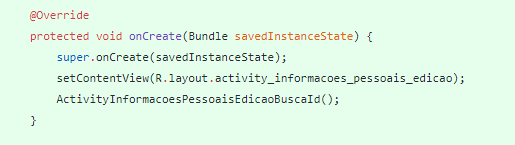 @Override
protected void onCreate(Bundle savedInstanceState) {
    super.onCreate(savedInstanceState);
    setContentView(R.layout.activity_informacoes_pessoais_edicao);
    ActivityInformacoesPessoaisEdicaoBuscaId();
}